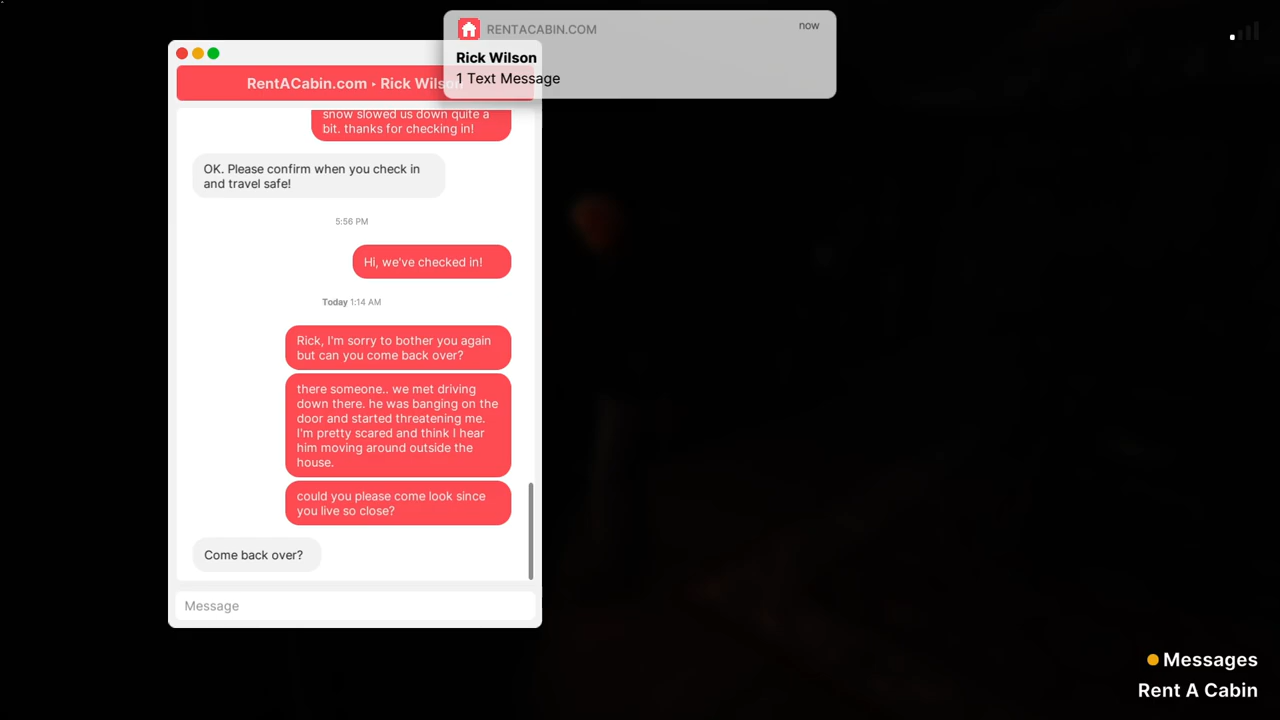 RENTACABIN.COM
now
Rick Wilson
1 Text Message
RentACabin.com ▸ Rick Wilson
snow slowed us down quite a
bit. thanks for checking in!
OK. Please confirm when you check in
and travel safe!
5:56 PM
Hi, we've checked in!
Today 1:14 AM
Rick, I'm sorry to bother you again
but can you come back over?
there someone.. we met driving
down there. he was banging on the
door and started threatening me.
I'm pretty scared and think I hear
him moving around outside the
house.
could you please come look since
you live so close?
Come back over?
Message
Messages
Rent A Cabin